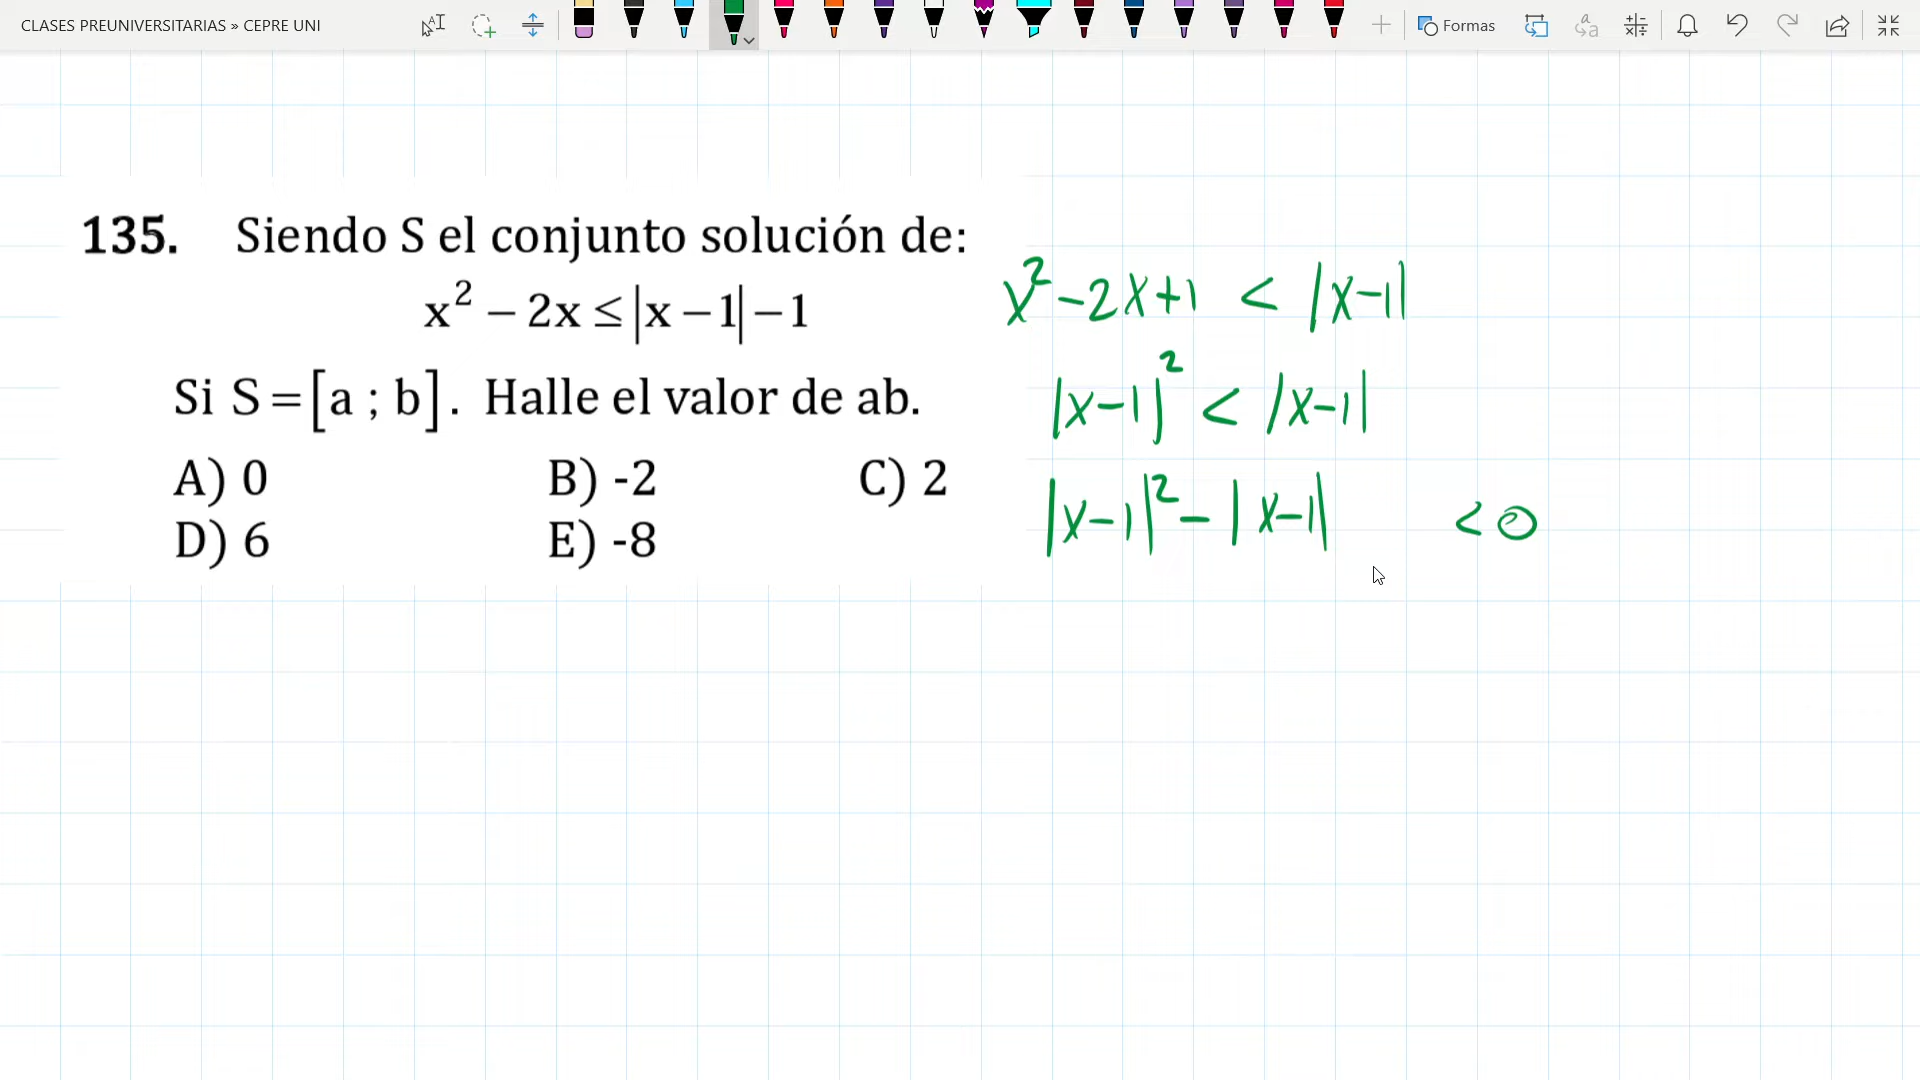 CLASES PREUNIVERSITARIAS » CEPRE UNI
Formas
135. Siendo S el conjunto solución de:
x² − 2x ≤ |x − 1| − 1
Si S = [a ; b]. Halle el valor de ab.
A) 0 B) -2 C) 2
D) 6 E) -8
x² − 2x + 1 < |x − 1|
|x − 1|² < |x − 1|
|x − 1|² − |x − 1| < 0